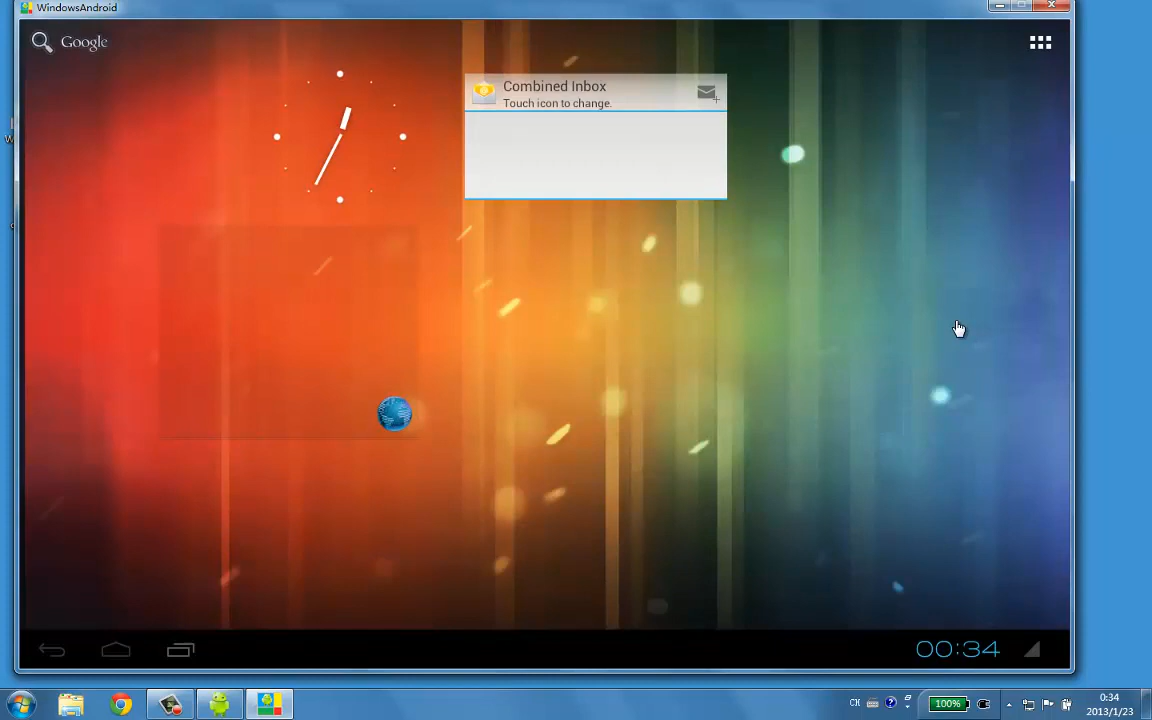 WindowsAndroid
Google
Combined Inbox
Touch icon to change.
00:34
CH
100%
0:34
2013/1/23